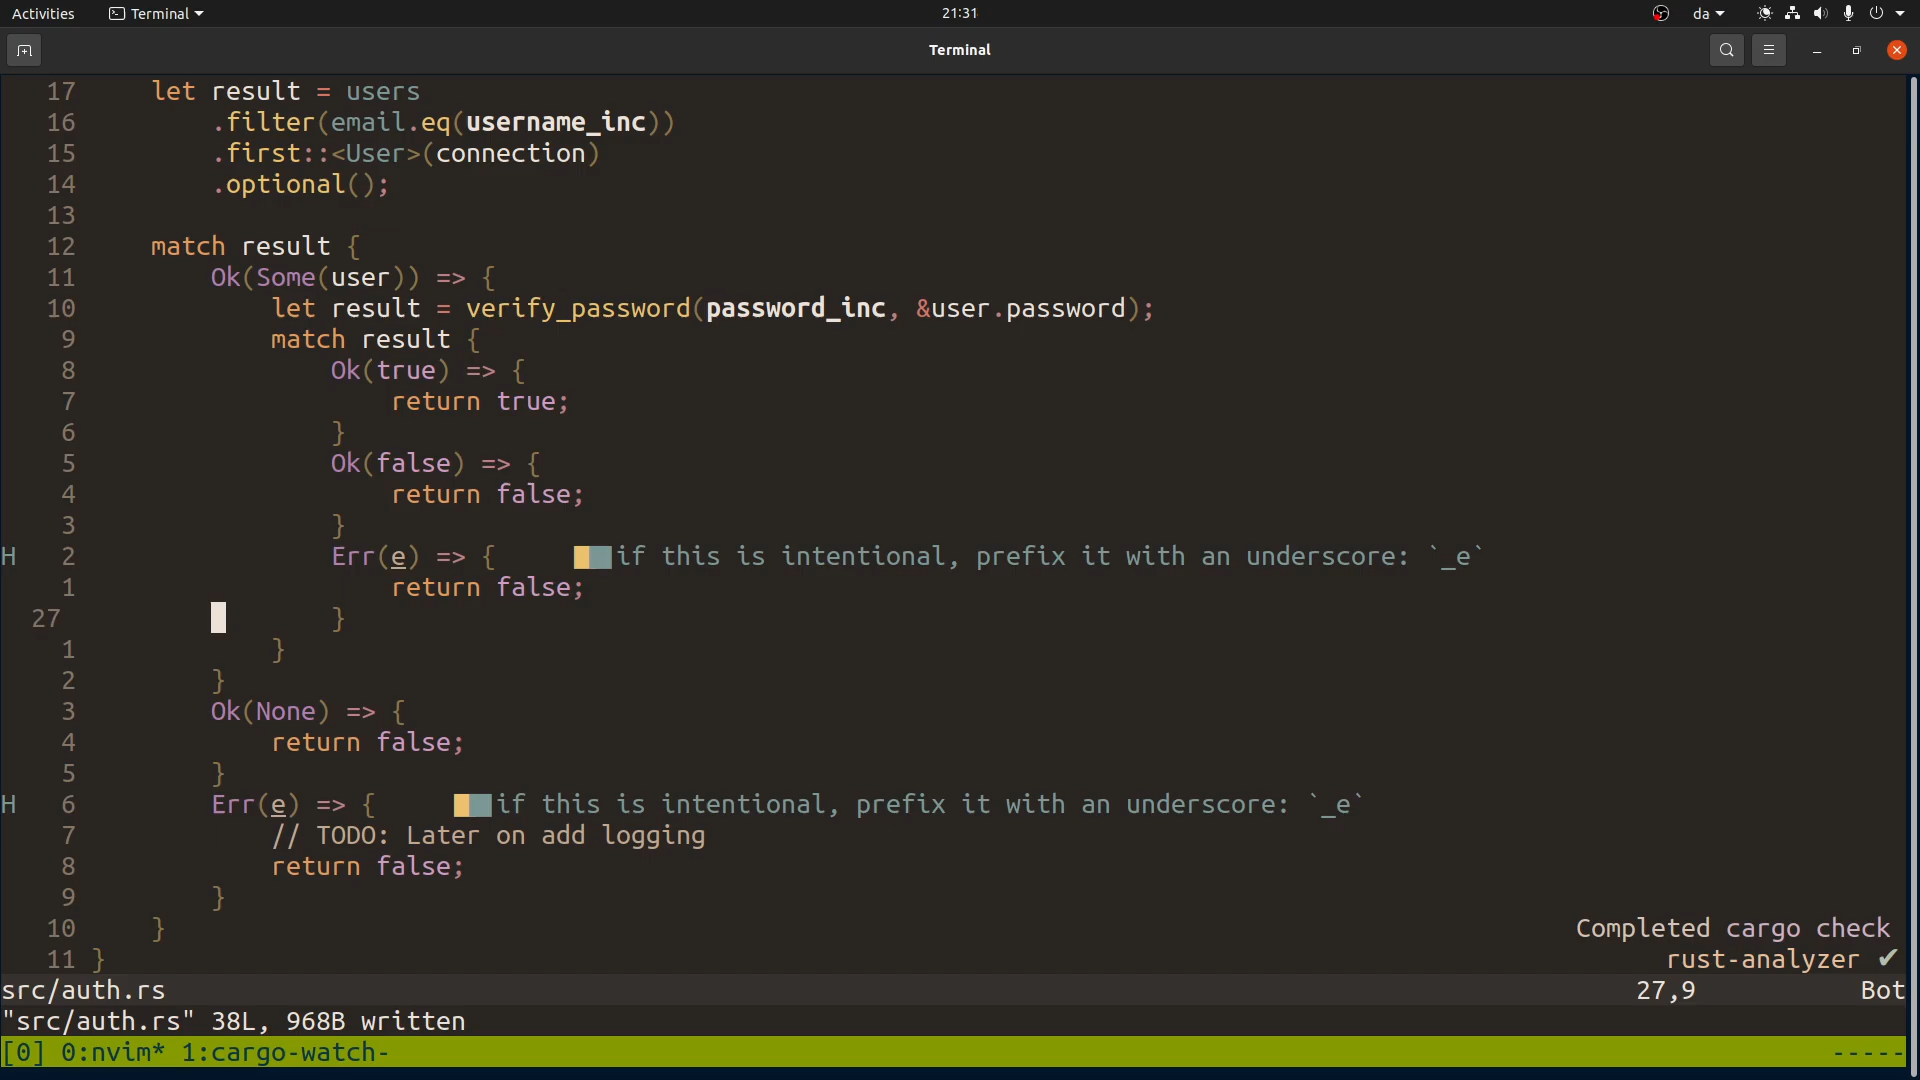 Activities Terminal 21:31 da
Terminal
17 let result = users
16 .filter(email.eq(username_inc))
15 .first::<User>(connection)
14 .optional();
13
12 match result {
11 Ok(Some(user)) => {
10 let result = verify_password(password_inc, &user.password);
9 match result {
8 Ok(true) => {
7 return true;
6 }
5 Ok(false) => {
4 return false;
3 }
H 2 Err(e) => { if this is intentional, prefix it with an underscore: `_e`
1 return false;
27 }
1 }
2 }
3 Ok(None) => {
4 return false;
5 }
H 6 Err(e) => { if this is intentional, prefix it with an underscore: `_e`
7 // TODO: Later on add logging
8 return false;
9 }
10 } Completed cargo check
11 } rust-analyzer ✔
src/auth.rs 27,9 Bot
"src/auth.rs" 38L, 968B written
[0] 0:nvim* 1:cargo-watch- -----